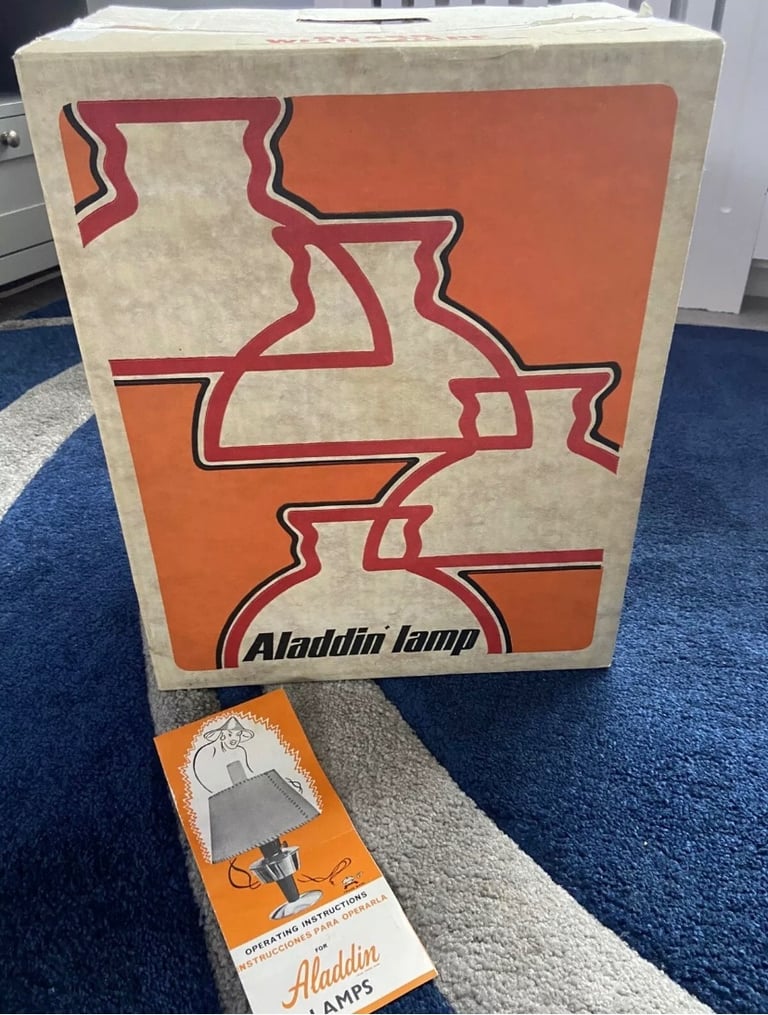 Aladdin lamp
OPERATING INSTRUCTIONS
INSTRUCCIONES PARA OPERARLA
FOR
Aladdin
LAMPS